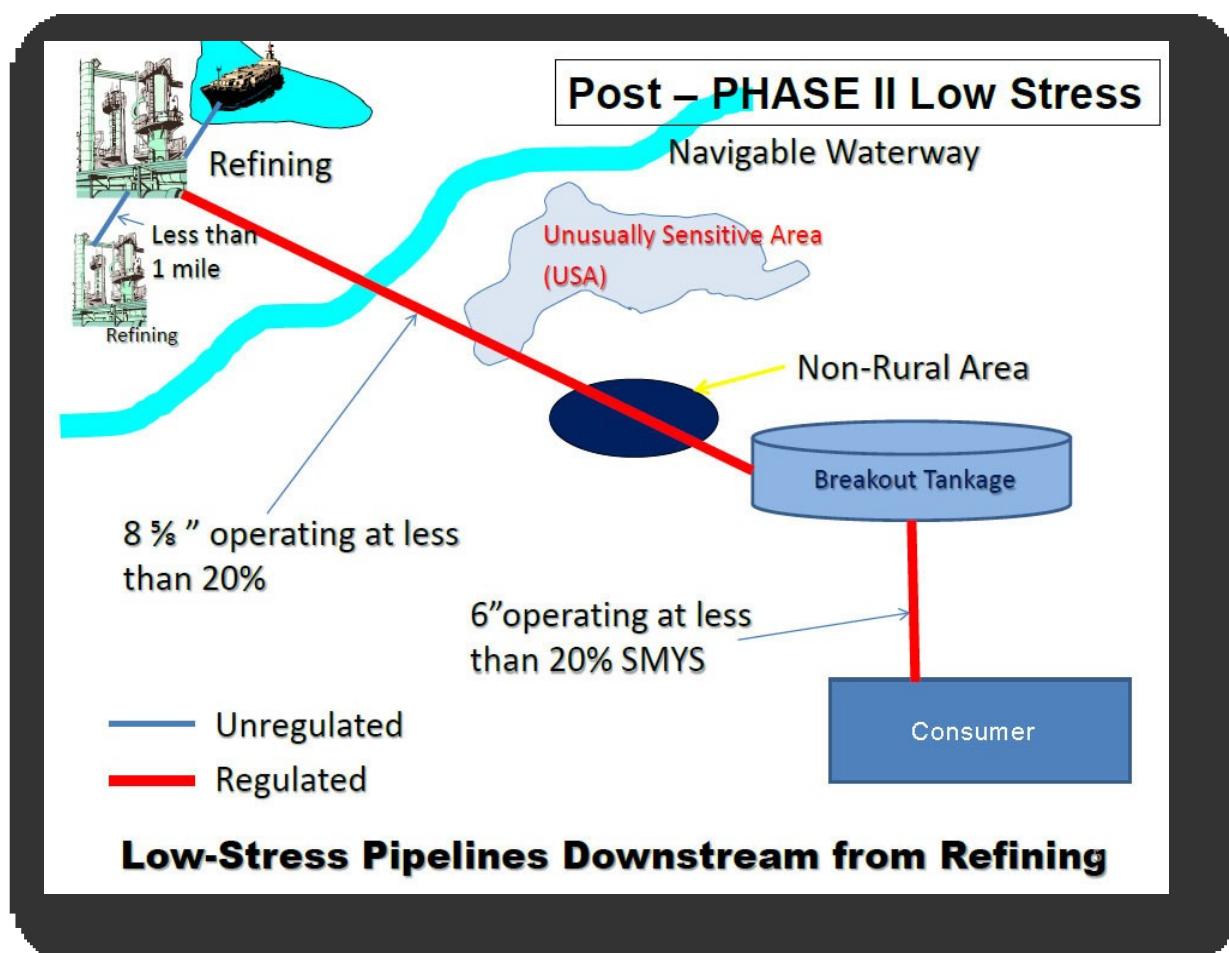 Post – PHASE II Low Stress
Navigable Waterway
Refining
Less than
1 mile
Refining
Unusually Sensitive Area
(USA)
Non-Rural Area
Breakout Tankage
8 ⅝ ” operating at less
than 20%
6”operating at less
than 20% SMYS
Consumer
Unregulated
Regulated
Low-Stress Pipelines Downstream from Refining